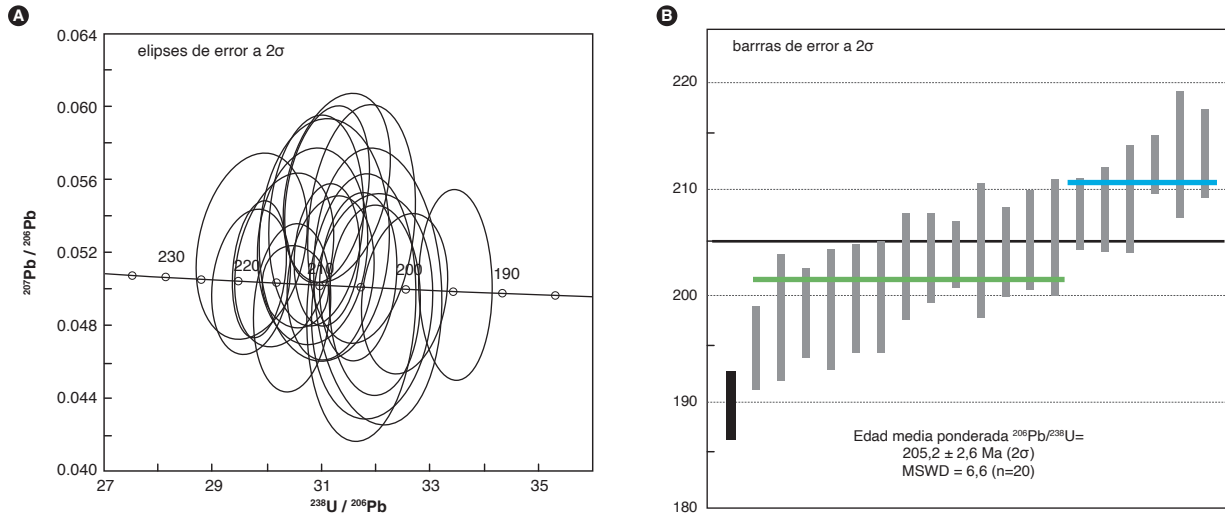 A
elipses de error a 2σ
0.064
0.060
0.056
0.052
0.048
0.044
0.040
207Pb / 206Pb
230
220
210
200
190
27
29
31
33
35
238U / 206Pb
B
barrras de error a 2σ
220
210
200
190
180
Edad media ponderada 206Pb/238U=
205,2 ± 2,6 Ma (2σ)
MSWD = 6,6 (n=20)